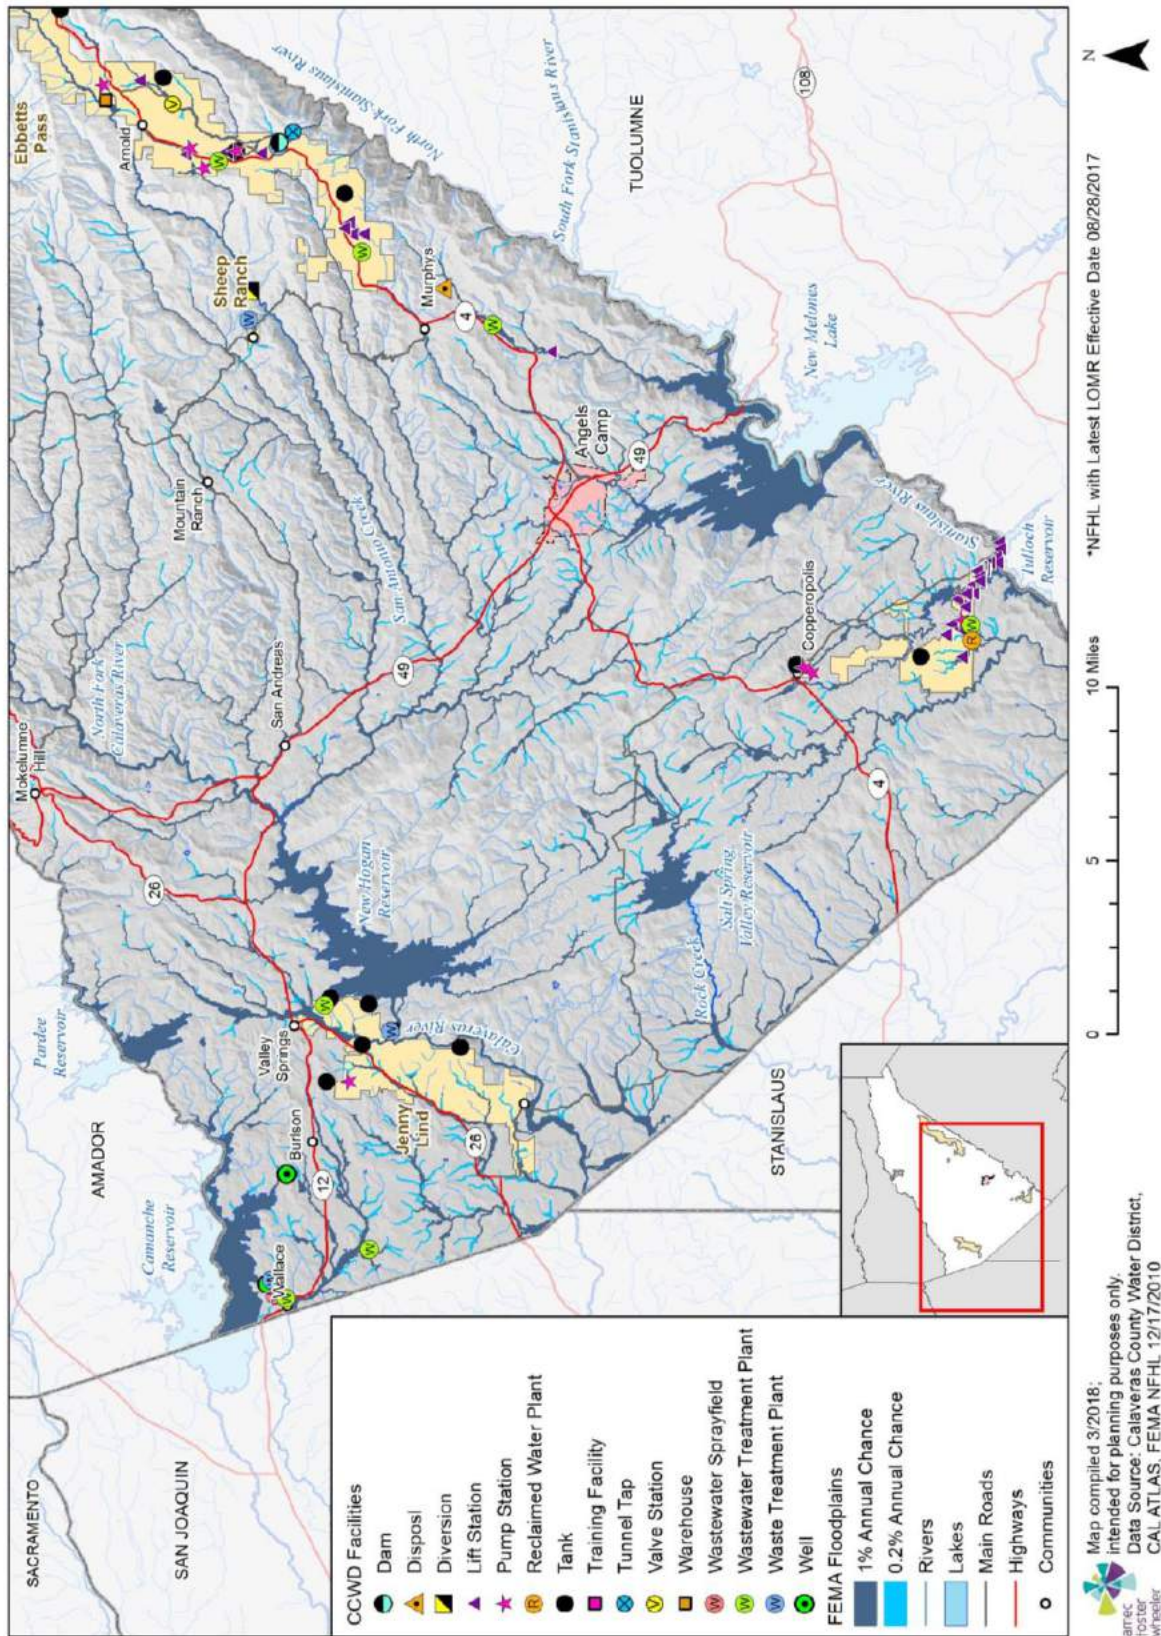 SACRAMENTO
SAN JOAQUIN
AMADOR
Camanche
Reservoir
Pardee
Reservoir
Mokelumne
Hill
North Fork
Calaveras River
Ebbetts
Pass
Arnold
North Fork Stanislaus River
South Fork Stanislaus River
Sheep
Ranch
W
W
V
W
Mountain
Ranch
San Andreas
San Antonio Creek
Murphys
4
W
TUOLUMNE
108
26
49
Wallace
W
Burlson
12
W
Valley
Springs
W
New Hogan
Reservoir
W
Calaveras River
Jenny
Lind
26
Angels
Camp
49
New Melones
Lake
Rock Creek
Salt Spring
Valley Reservoir
Copperopolis
4
Stanislaus River
Tulloch
Reservoir
R
W
STANISLAUS
CCWD Facilities
Dam
Disposl
Diversion
Lift Station
Pump Station
R Reclaimed Water Plant
Tank
Training Facility
Tunnel Tap
V Valve Station
Warehouse
W Wastewater Sprayfield
W Wastewater Treatment Plant
W Waste Treatment Plant
Well
FEMA Floodplains
1% Annual Chance
0.2% Annual Chance
Rivers
Lakes
Main Roads
Highways
Communities
amec
foster
wheeler
Map compiled 3/2018;
intended for planning purposes only.
Data Source: Calaveras County Water District,
CAL ATLAS, FEMA NFHL 12/17/2010
0 5 10 Miles
*NFHL with Latest LOMR Effective Date 08/28/2017
N